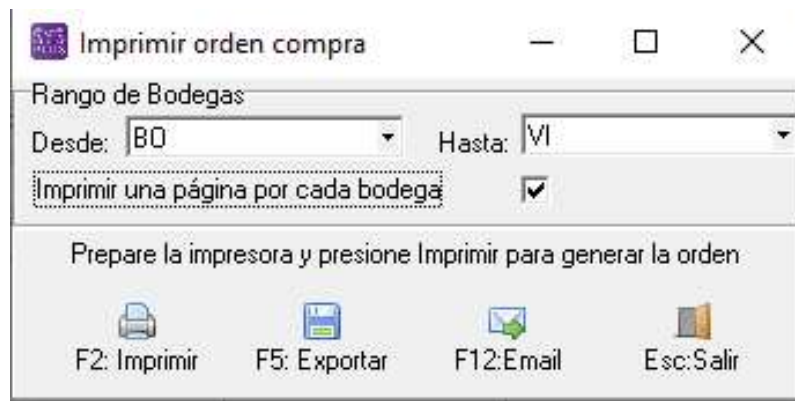 Imprimir orden compra
Rango de Bodegas
Desde: BO Hasta: VI
Imprimir una página por cada bodega
Prepare la impresora y presione Imprimir para generar la orden
F2: Imprimir F5: Exportar F12:Email Esc:Salir